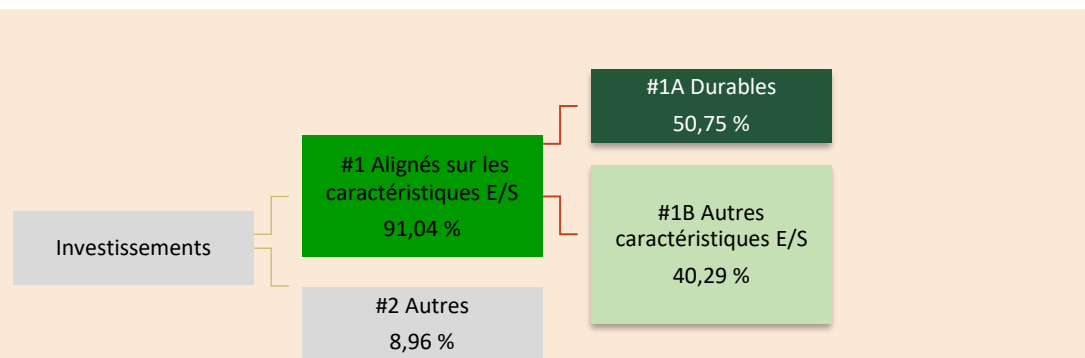 Investissements
#1 Alignés sur les
caractéristiques E/S
91,04 %
#2 Autres
8,96 %
#1A Durables
50,75 %
#1B Autres
caractéristiques E/S
40,29 %